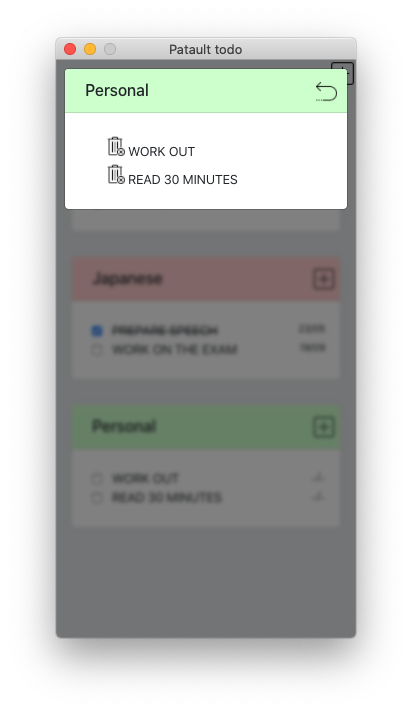 Patault todo
Personal
WORK OUT
READ 30 MINUTES
Japanese
PREPARE SPEECH
WORK ON THE EXAM
Personal
WORK OUT
READ 30 MINUTES